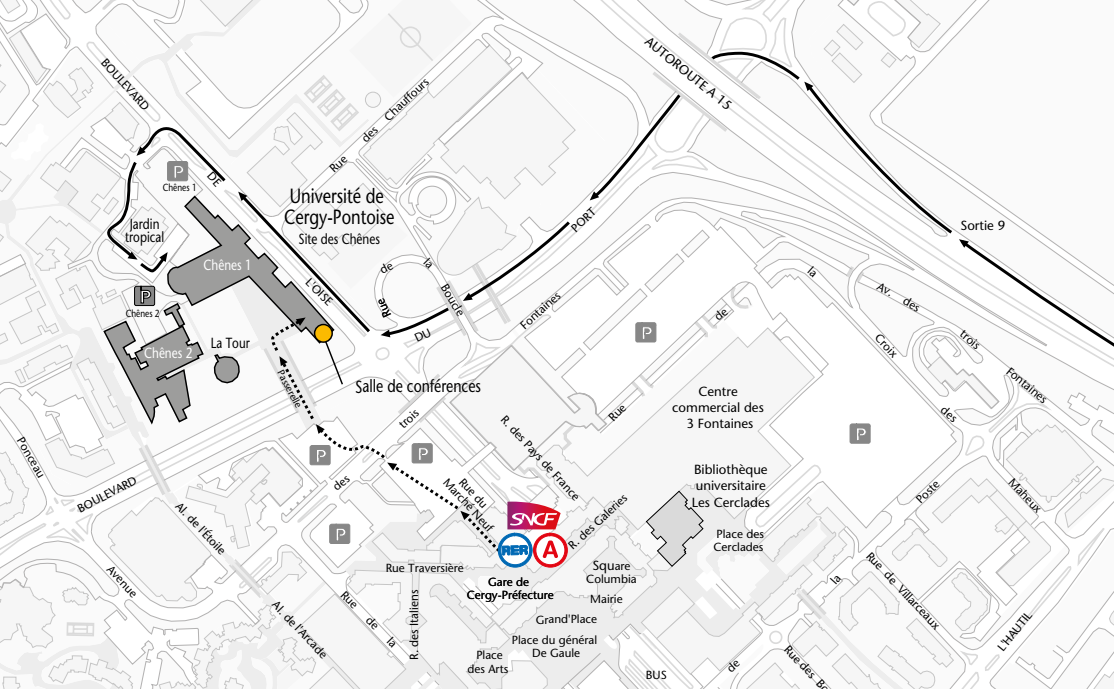 BOULEVARD
DE
L'OISE
AUTOROUTE A 15
Rue des Chauffours
P
Chênes 1
Université de
Cergy-Pontoise
Site des Chênes
Jardin
tropical
Chênes 1
P
Chênes 2
Chênes 2
La Tour
Salle de conférences
Passerelle
Rue de la Boucle
PORT
DU
BOULEVARD
Sortie 9
Av. des trois Fontaines
la
Croix
des
Maheux
des trois Fontaines
P
Rue de
la
Poste
Centre
commercial des
3 Fontaines
P
Bibliothèque
universitaire
Les Cerclades
Place des
Cerclades
R. des Pays de France
Rue du
Marché Neuf
P
P
P
SNCF
RER
A
Gare de
Cergy-Préfecture
R. des Galeries
Square
Columbia
Mairie
Grand'Place
Place du général
De Gaule
Place
des Arts
BUS
Rue Traversière
R. des Italiens
Rue de la
Al. de l'Étoile
Al. de l'Arcade
Avenue
Ponceau
de
Rue de Villarceaux
Rue des
L'HAUTIL